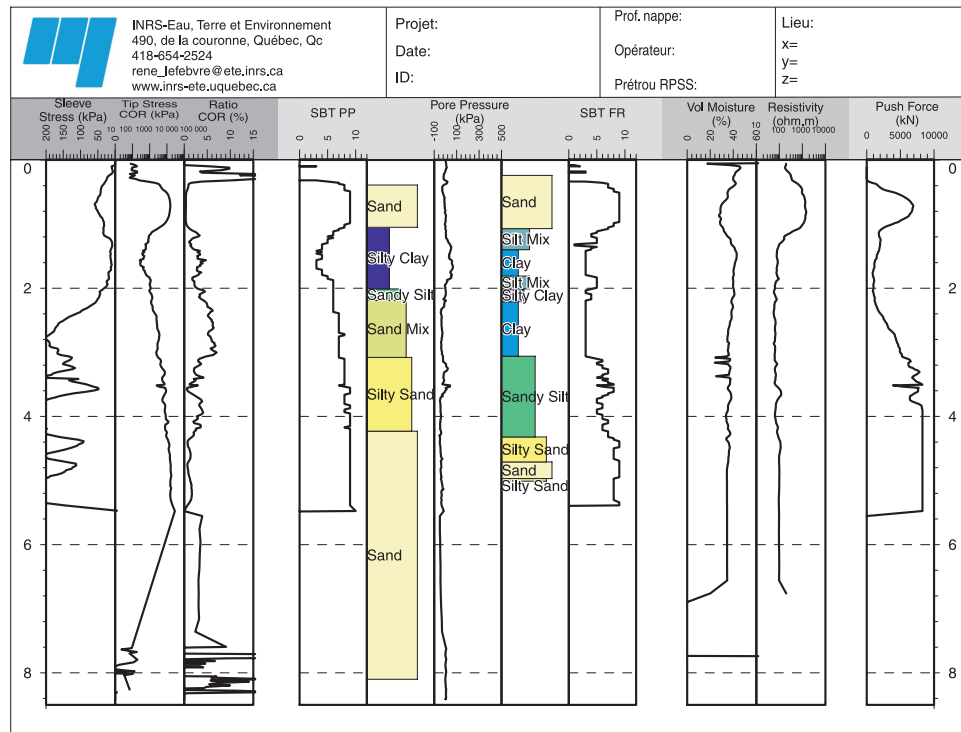 INRS-Eau, Terre et Environnement
490, de la couronne, Québec, Qc
418-654-2524
rene_lefebvre@ete.inrs.ca
www.inrs-ete.uquebec.ca
Projet:
Date:
ID:
Prof. nappe:
Opérateur:
Prétrou RPSS:
Lieu:
x=
y=
z=
Sleeve
Stress (kPa)
200 150 100 50 0
Tip Stress
COR (kPa)
10 100 1000 10 000 100 000
Ratio
COR (%)
0 5 10 15
SBT PP
0 5 10
Pore Pressure
(kPa)
-100 100 300 500
SBT FR
0 5 10
Vol Moisture
(%)
0 20 40 60
Resistivity
(ohm,m)
10 100 1000 10000
Push Force
(kN)
0 5000 10000
0
2
4
6
8
Sand
Silty Clay
Sandy Silt
Sand Mix
Silty Sand
Sand
Sand
Silt Mix
Clay
Silt Mix
Silty Clay
Clay
Sandy Silt
Silty Sand
Sand
Silty Sand
0
2
4
6
8